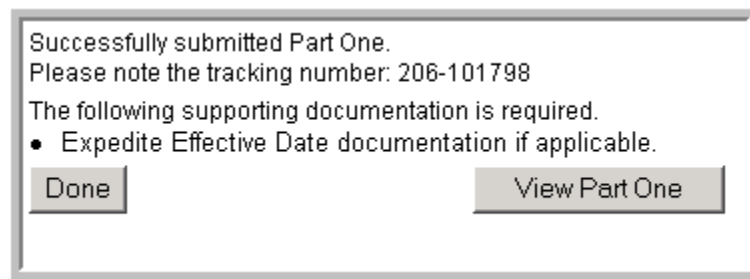 Successfully submitted Part One.
Please note the tracking number: 206-101798
The following supporting documentation is required.
• Expedite Effective Date documentation if applicable.
Done
View Part One